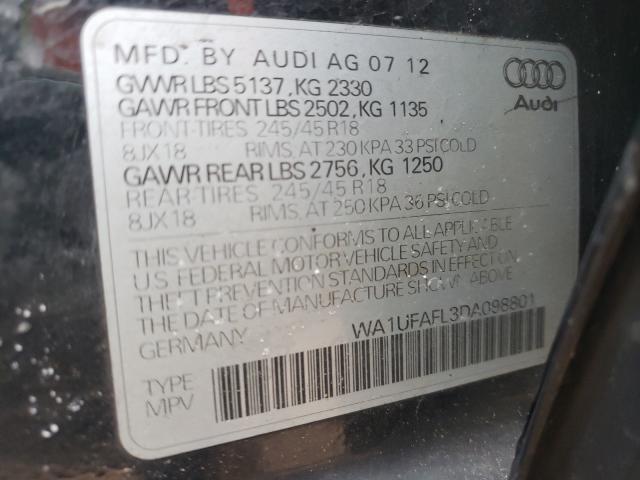 MFD. BY AUDI AG 07 12
GVWR LBS 5137, KG 2330
GAWR FRONT LBS 2502, KG 1135
FRONT-TIRES 245/45 R18
8JX18 RIMS, AT 230 KPA 33 PSI COLD
GAWR REAR LBS 2756, KG 1250
REAR-TIRES 245/45 R18
8JX18 RIMS, AT 250 KPA 36 PSI COLD
Audi
THIS VEHICLE CONFORMS TO ALL APPLICABLE
U.S. FEDERAL MOTOR VEHICLE SAFETY AND
THEFT PREVENTION STANDARDS IN EFFECT ON
THE DATE OF MANUFACTURE SHOWN ABOVE.
GERMANY
WA1UFAFL3DA098801
TYPE
MPV